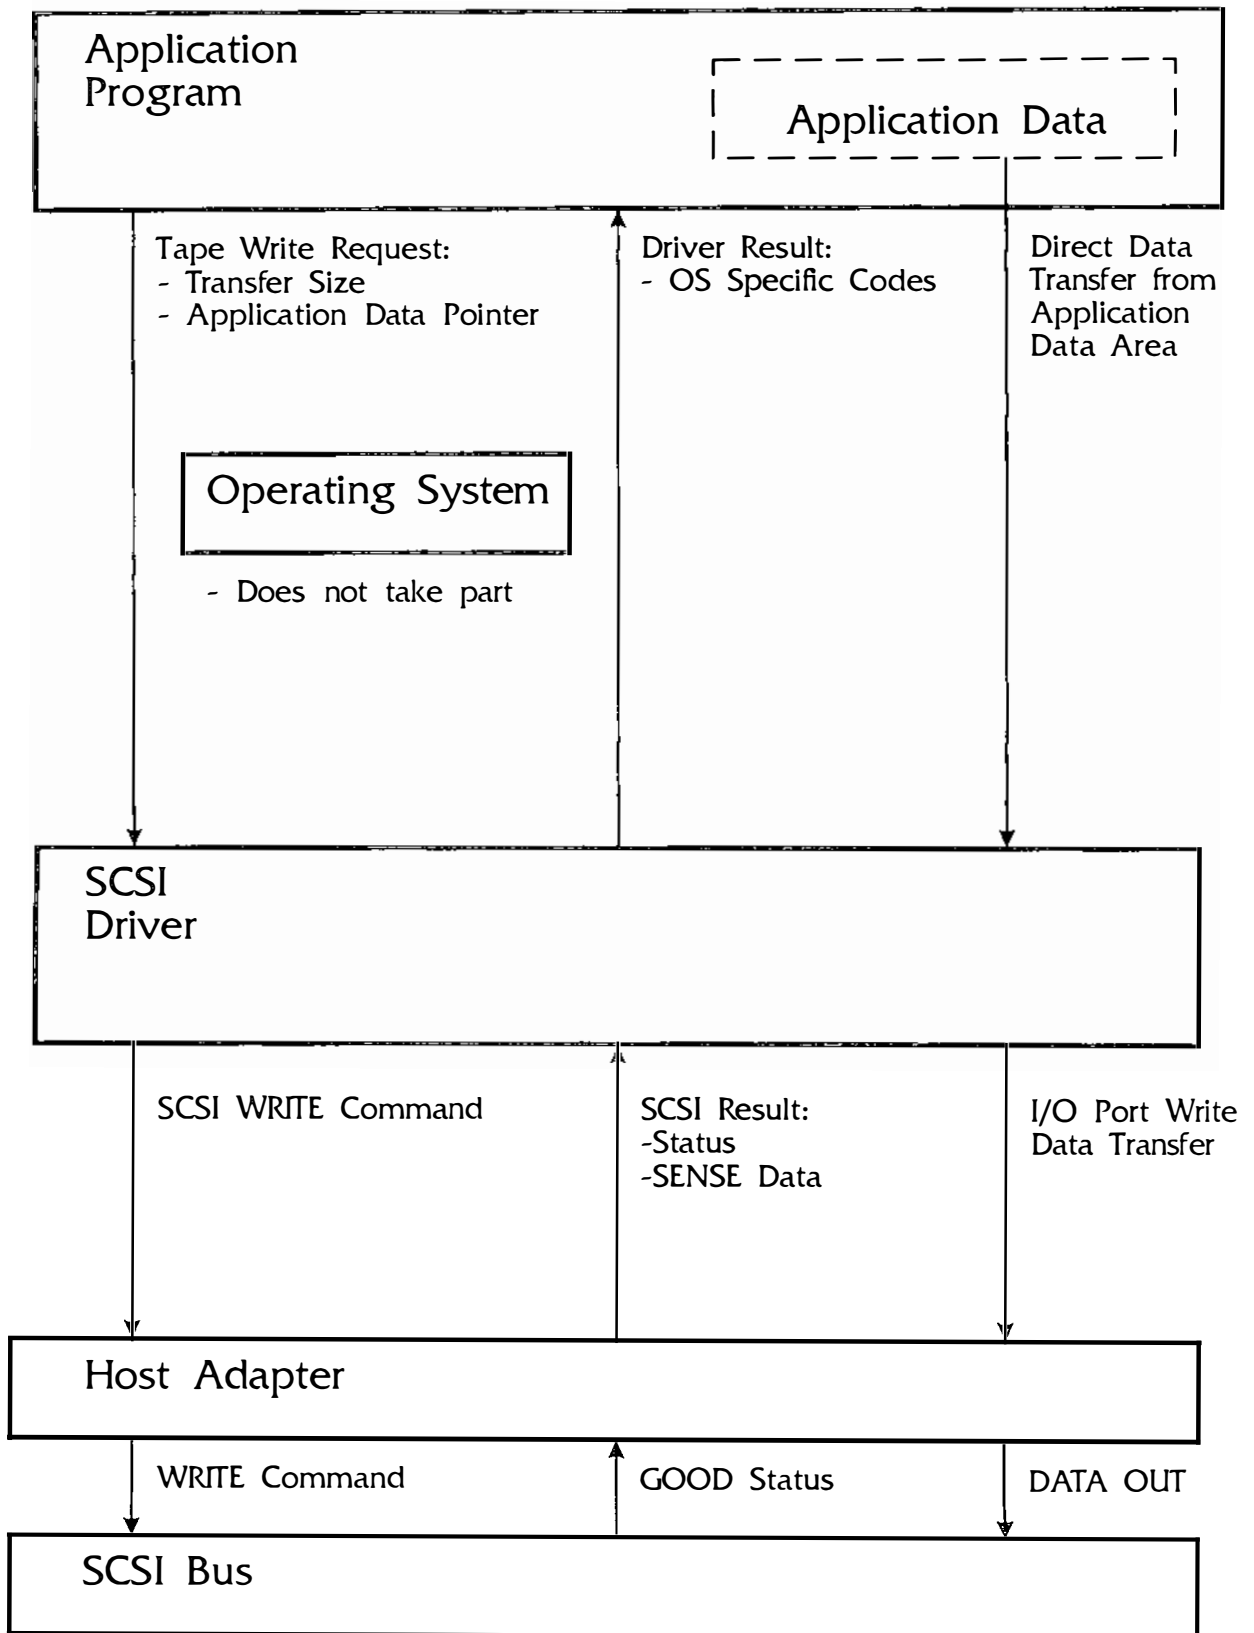 Application
Program
Application Data
Tape Write Request:
- Transfer Size
- Application Data Pointer
Driver Result:
- OS Specific Codes
Direct Data
Transfer from
Application
Data Area
Operating System
- Does not take part
SCSI
Driver
SCSI WRITE Command
SCSI Result:
-Status
-SENSE Data
I/O Port Write
Data Transfer
Host Adapter
WRITE Command
GOOD Status
DATA OUT
SCSI Bus